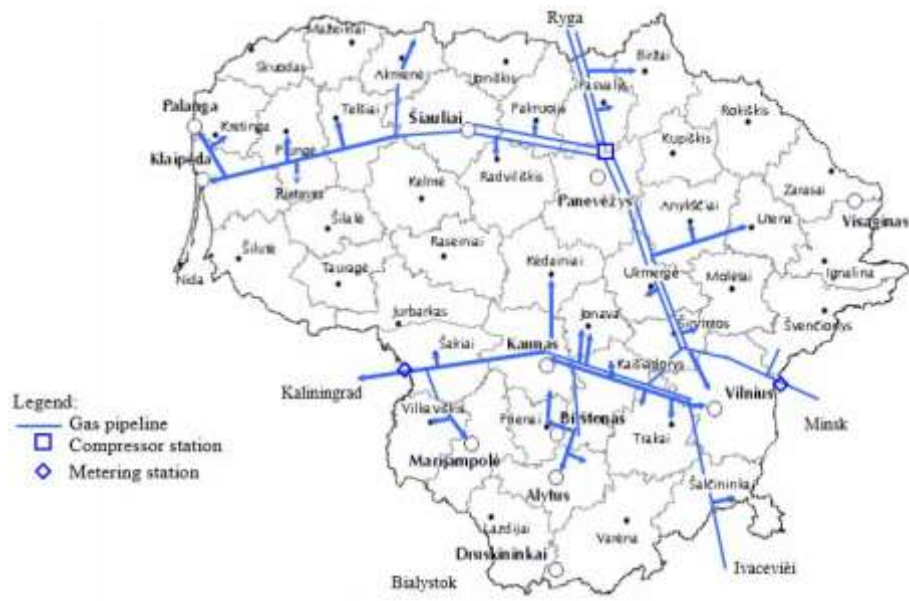 Ryga
Mažeikiai
Skuodas
Akmenė
Joniškis
Biržai
Pasvalys
Palanga
Kretinga
Telšiai
Šiauliai
Pakruojis
Rokiškis
Klaipėda
Plungė
Kupiškis
Rietavas
Kelmė
Radviliškis
Panevėžys
Zarasai
Anykščiai
Utena
Visaginas
Šilalė
Šilutė
Raseiniai
Nida
Tauragė
Kėdainiai
Ukmergė
Molėtai
Ignalina
Jurbarkas
Jonava
Širvintos
Švenčionys
Šakiai
Kaunas
Kaišiadorys
Kaliningrad
Vilnius
Legend:
Gas pipeline
Compressor station
Metering station
Vilkaviškis
Prienai
Birštonas
Trakai
Minsk
Marijampolė
Alytus
Šalčininkai
Lazdijai
Varėna
Druskininkai
Białystok
Ivaceviči